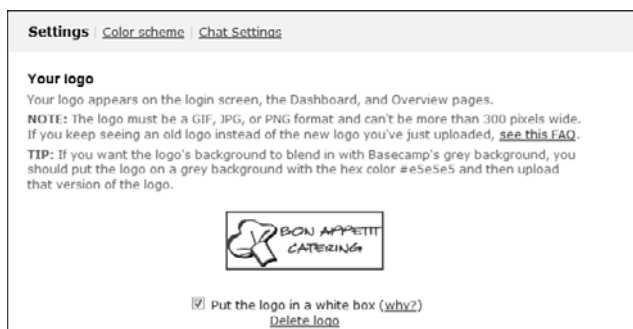 Settings | Color scheme | Chat Settings
Your logo
Your logo appears on the login screen, the Dashboard, and Overview pages.
NOTE: The logo must be a GIF, JPG, or PNG format and can't be more than 300 pixels wide.
If you keep seeing an old logo instead of the new logo you've just uploaded, see this FAQ.
TIP: If you want the logo's background to blend in with Basecamp's grey background, you
should put the logo on a grey background with the hex color #e5e5e5 and then upload
that version of the logo.
BON APPETIT
CATERING
Put the logo in a white box (why?)
Delete logo